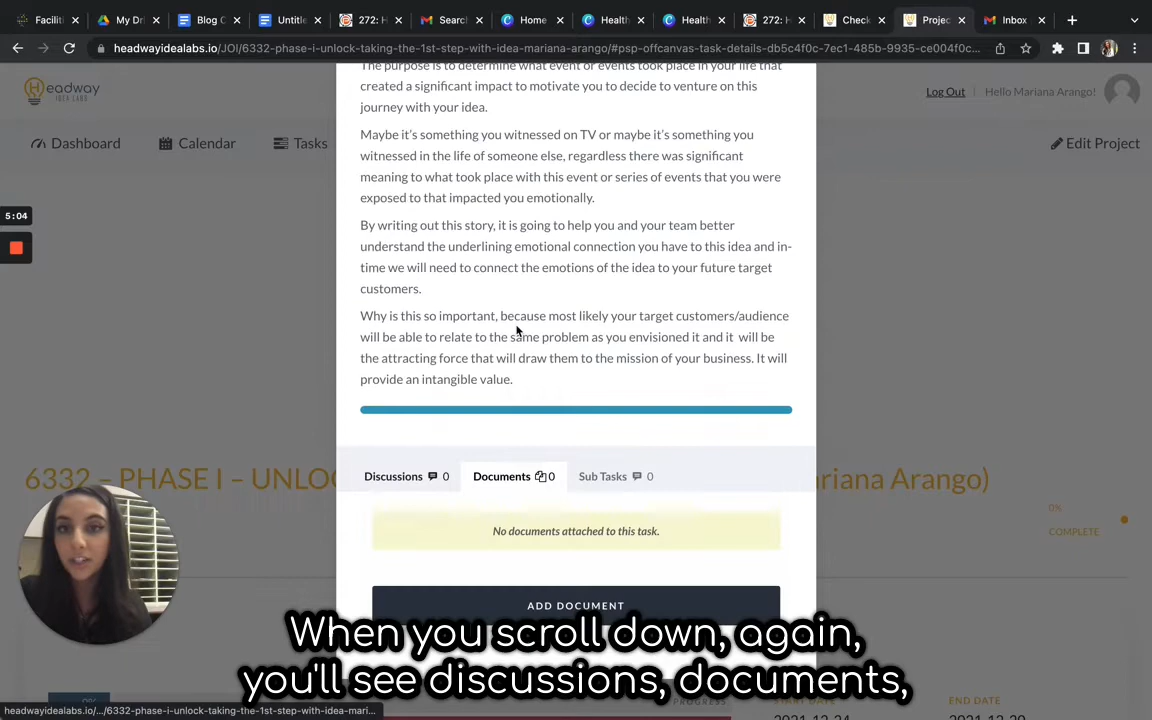 Faciliti
My Dri
Blog C
Untitle
272: H
Searc
Home
Health
Health
272: H
Check
Projec
Inbox
headwayidealabs.io/JOI/6332-phase-i-unlock-taking-the-1st-step-with-idea-mariana-arango/#psp-offcanvas-task-details-db5c4f0c-7ec1-485b-9935-ce004f0c...
Headway
IDEA LABS
Log Out
Hello Mariana Arango!
Dashboard
Calendar
Tasks
Edit Project
5:04
The purpose is to determine what event or events took place in your life that
created a significant impact to motivate you to decide to venture on this
journey with your idea.
Maybe it's something you witnessed on TV or maybe it's something you
witnessed in the life of someone else, regardless there was significant
meaning to what took place with this event or series of events that you were
exposed to that impacted you emotionally.
By writing out this story, it is going to help you and your team better
understand the underlining emotional connection you have to this idea and in-
time we will need to connect the emotions of the idea to your future target
customers.
Why is this so important, because most likely your target customers/audience
will be able to relate to the same problem as you envisioned it and it will be
the attracting force that will draw them to the mission of your business. It will
provide an intangible value.
Discussions 0
Documents 0
Sub Tasks 0
6332 – PHASE I – UNLO
ariana Arango)
0%
COMPLETE
No documents attached to this task.
ADD DOCUMENT
When you scroll down, again,
you'll see discussions, documents,
PROGRESS
END DATE
headwayidealabs.io/.../6332-phase-i-unlock-taking-the-1st-step-with-idea-mari...